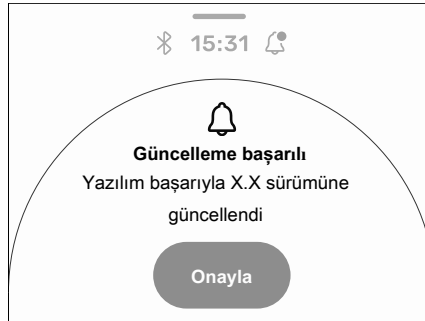 15:31
Güncelleme başarılı
Yazılım başarıyla X.X sürümüne
güncellendi
Onayla